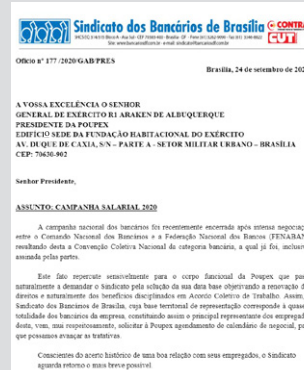 Sindicato dos Bancários de Brasília
CONTRAF
CUT
Ofício nº 177 /2020/GAB/PRES
Brasília, 24 de setembro de 202
A VOSSA EXCELÊNCIA O SENHOR
GENERAL DE EXÉRCITO R1 ARAKEN DE ALBUQUERQUE
PRESIDENTE DA POUPEX
EDIFÍCIO SEDE DA FUNDAÇÃO HABITACIONAL DO EXÉRCITO
AV. DUQUE DE CAXIA, S/N – PARTE A - SETOR MILITAR URBANO – BRASÍLIA
CEP: 70630-902
Senhor Presidente,
ASSUNTO: CAMPANHA SALARIAL 2020
A campanha nacional dos bancários foi recentemente encerrada após intensa negociaç
entre o Comando Nacional dos Bancários e a Federação Nacional dos Bancos (FENABAN
resultando desta a Convenção Coletiva Nacional da categoria bancária, a qual já foi, inclusiv
assinada pelas partes.
Este fato repercute sensivelmente para o corpo funcional da Poupex que pas
naturalmente a demandar o Sindicato pela solução da sua data base objetivando a renovação d
direitos e naturalmente dos benefícios disciplinados em Acordo Coletivo de Trabalho. Assim,
Sindicato dos Bancários de Brasília, cuja base territorial de representação corresponde à quase
totalidade dos bancários da empresa, constituindo assim o principal representante dos empregad
desta, vem, mui respeitosamente, solicitar à Poupex agendamento de calendário de negocial, pa
que possamos avançar as tratativas.
Conscientes do acerto histórico de uma boa relação com seus empregados, o Sindicato
aguarda retorno o mais breve possível